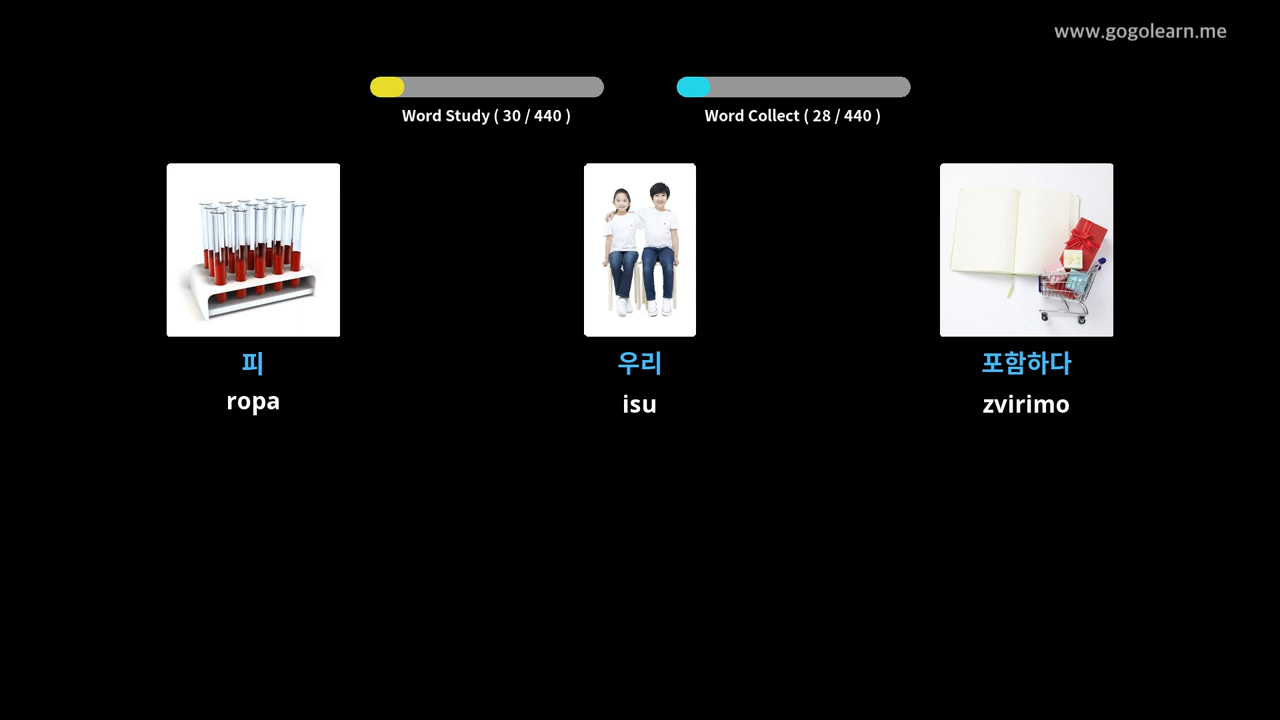 www.gogolearn.me
Word Study ( 30 / 440 )
Word Collect ( 28 / 440 )
피
우리
포함하다
ropa
isu
zvirimo